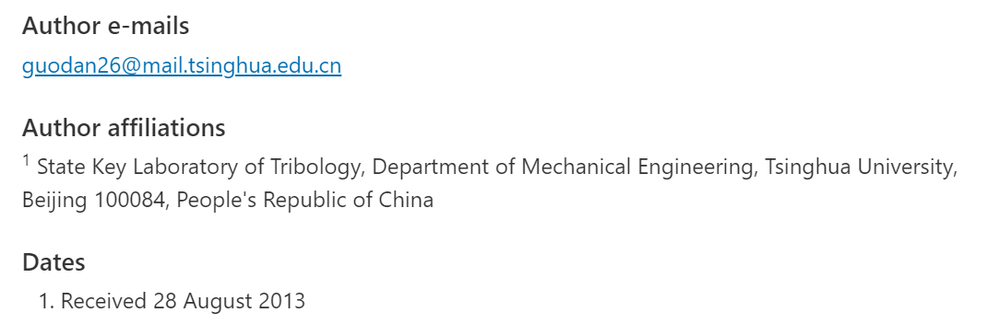 Author e-mails
guodan26@mail.tsinghua.edu.cn
Author affiliations
1 State Key Laboratory of Tribology, Department of Mechanical Engineering, Tsinghua University,
Beijing 100084, People's Republic of China
Dates
1. Received 28 August 2013